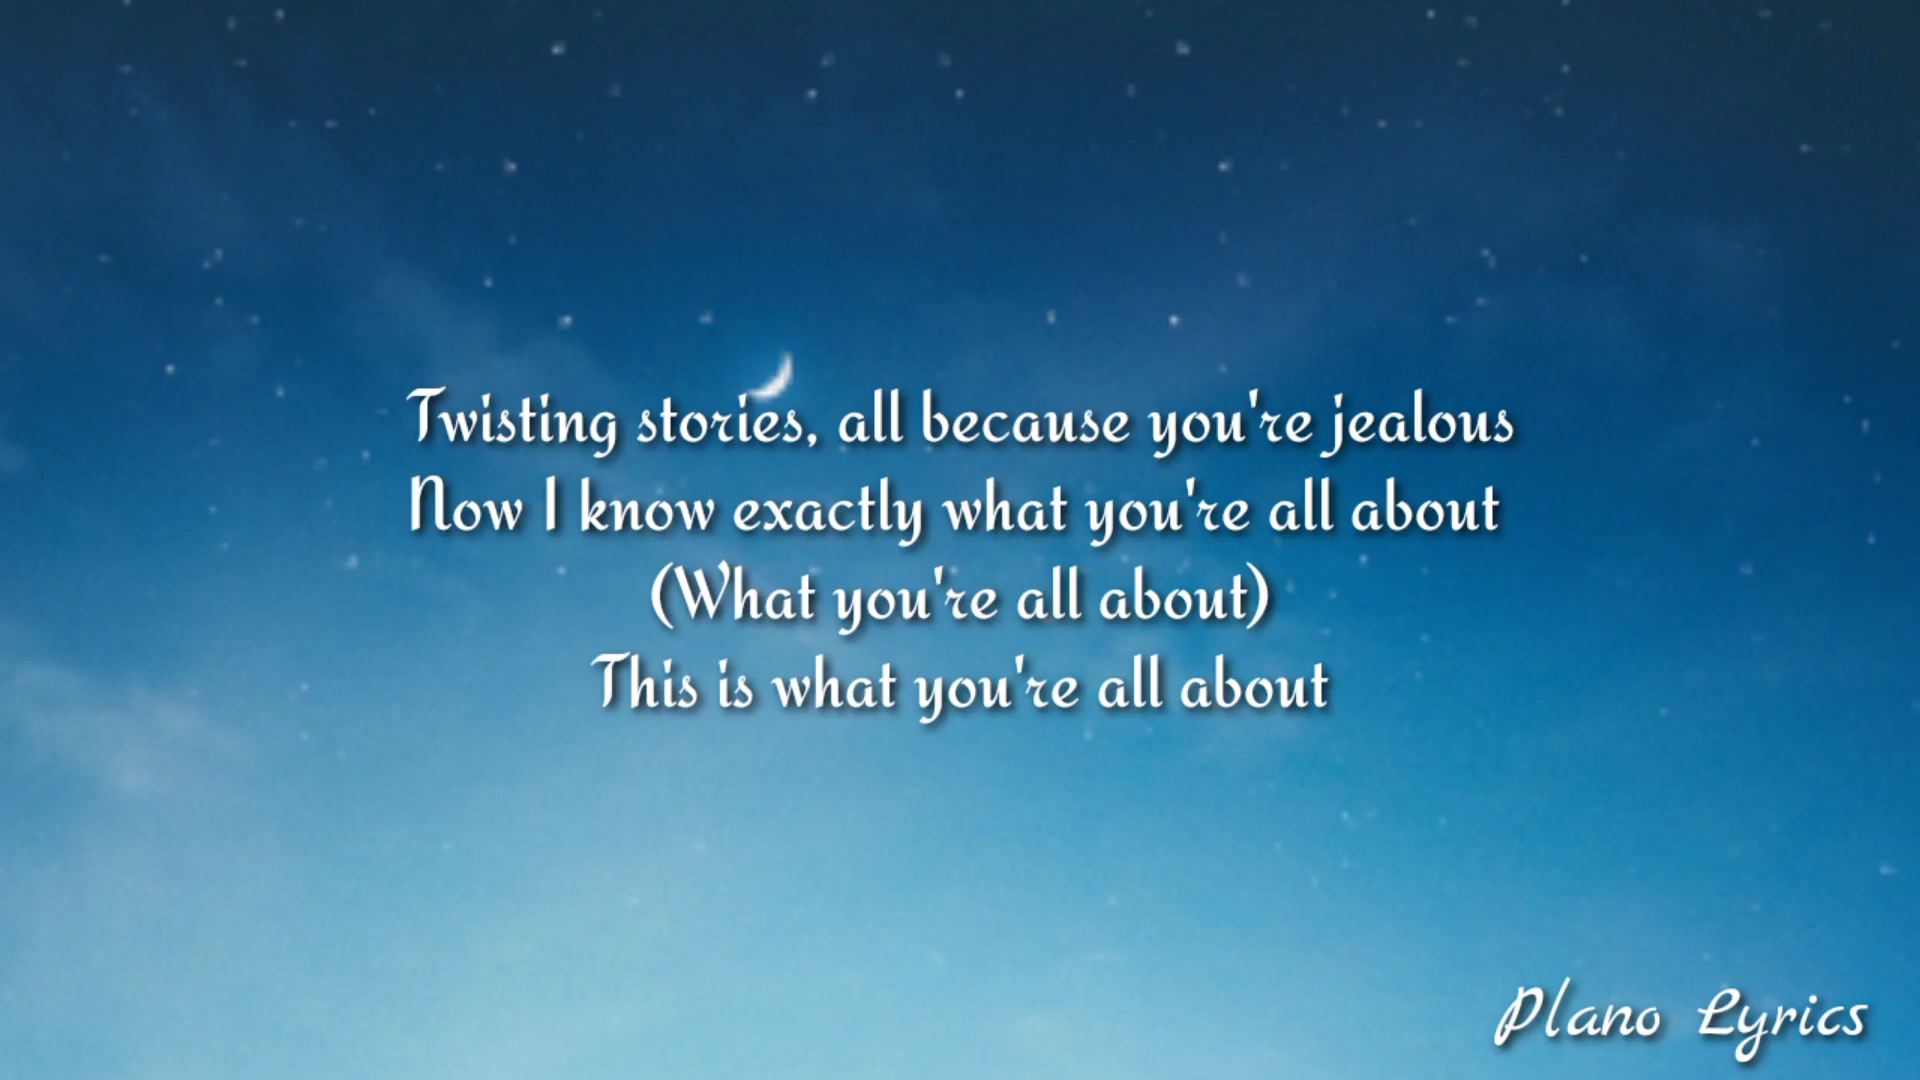 Twisting stories, all because you're jealous
Now I know exactly what you're all about
(What you're all about)
This is what you're all about
Plano Lyrics